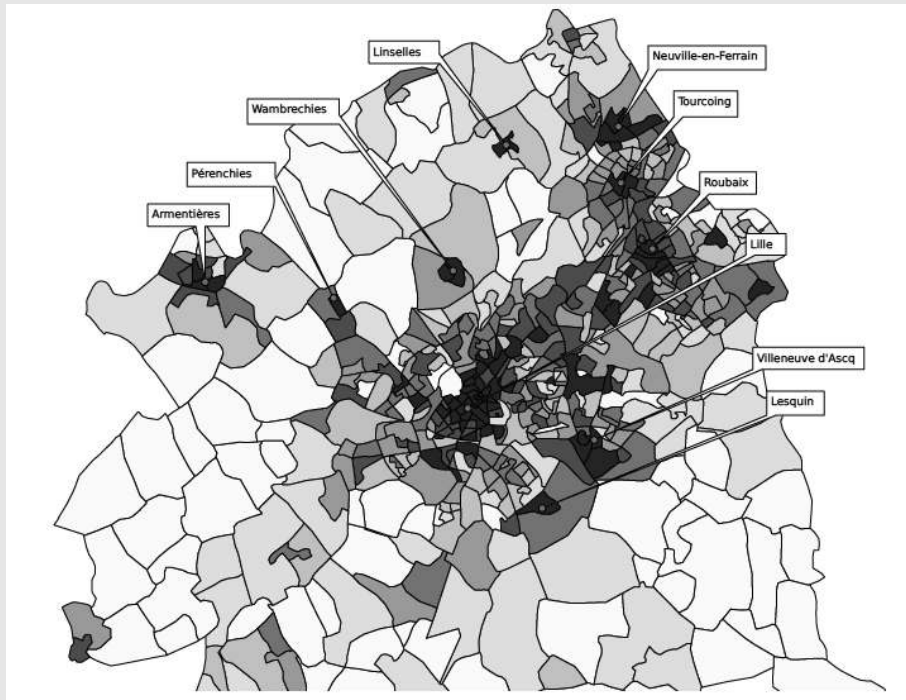 Linselles
Neuville-en-Ferrain
Tourcoing
Wambrechies
Pérenchies
Roubaix
Armentières
Lille
Villeneuve d'Ascq
Lesquin